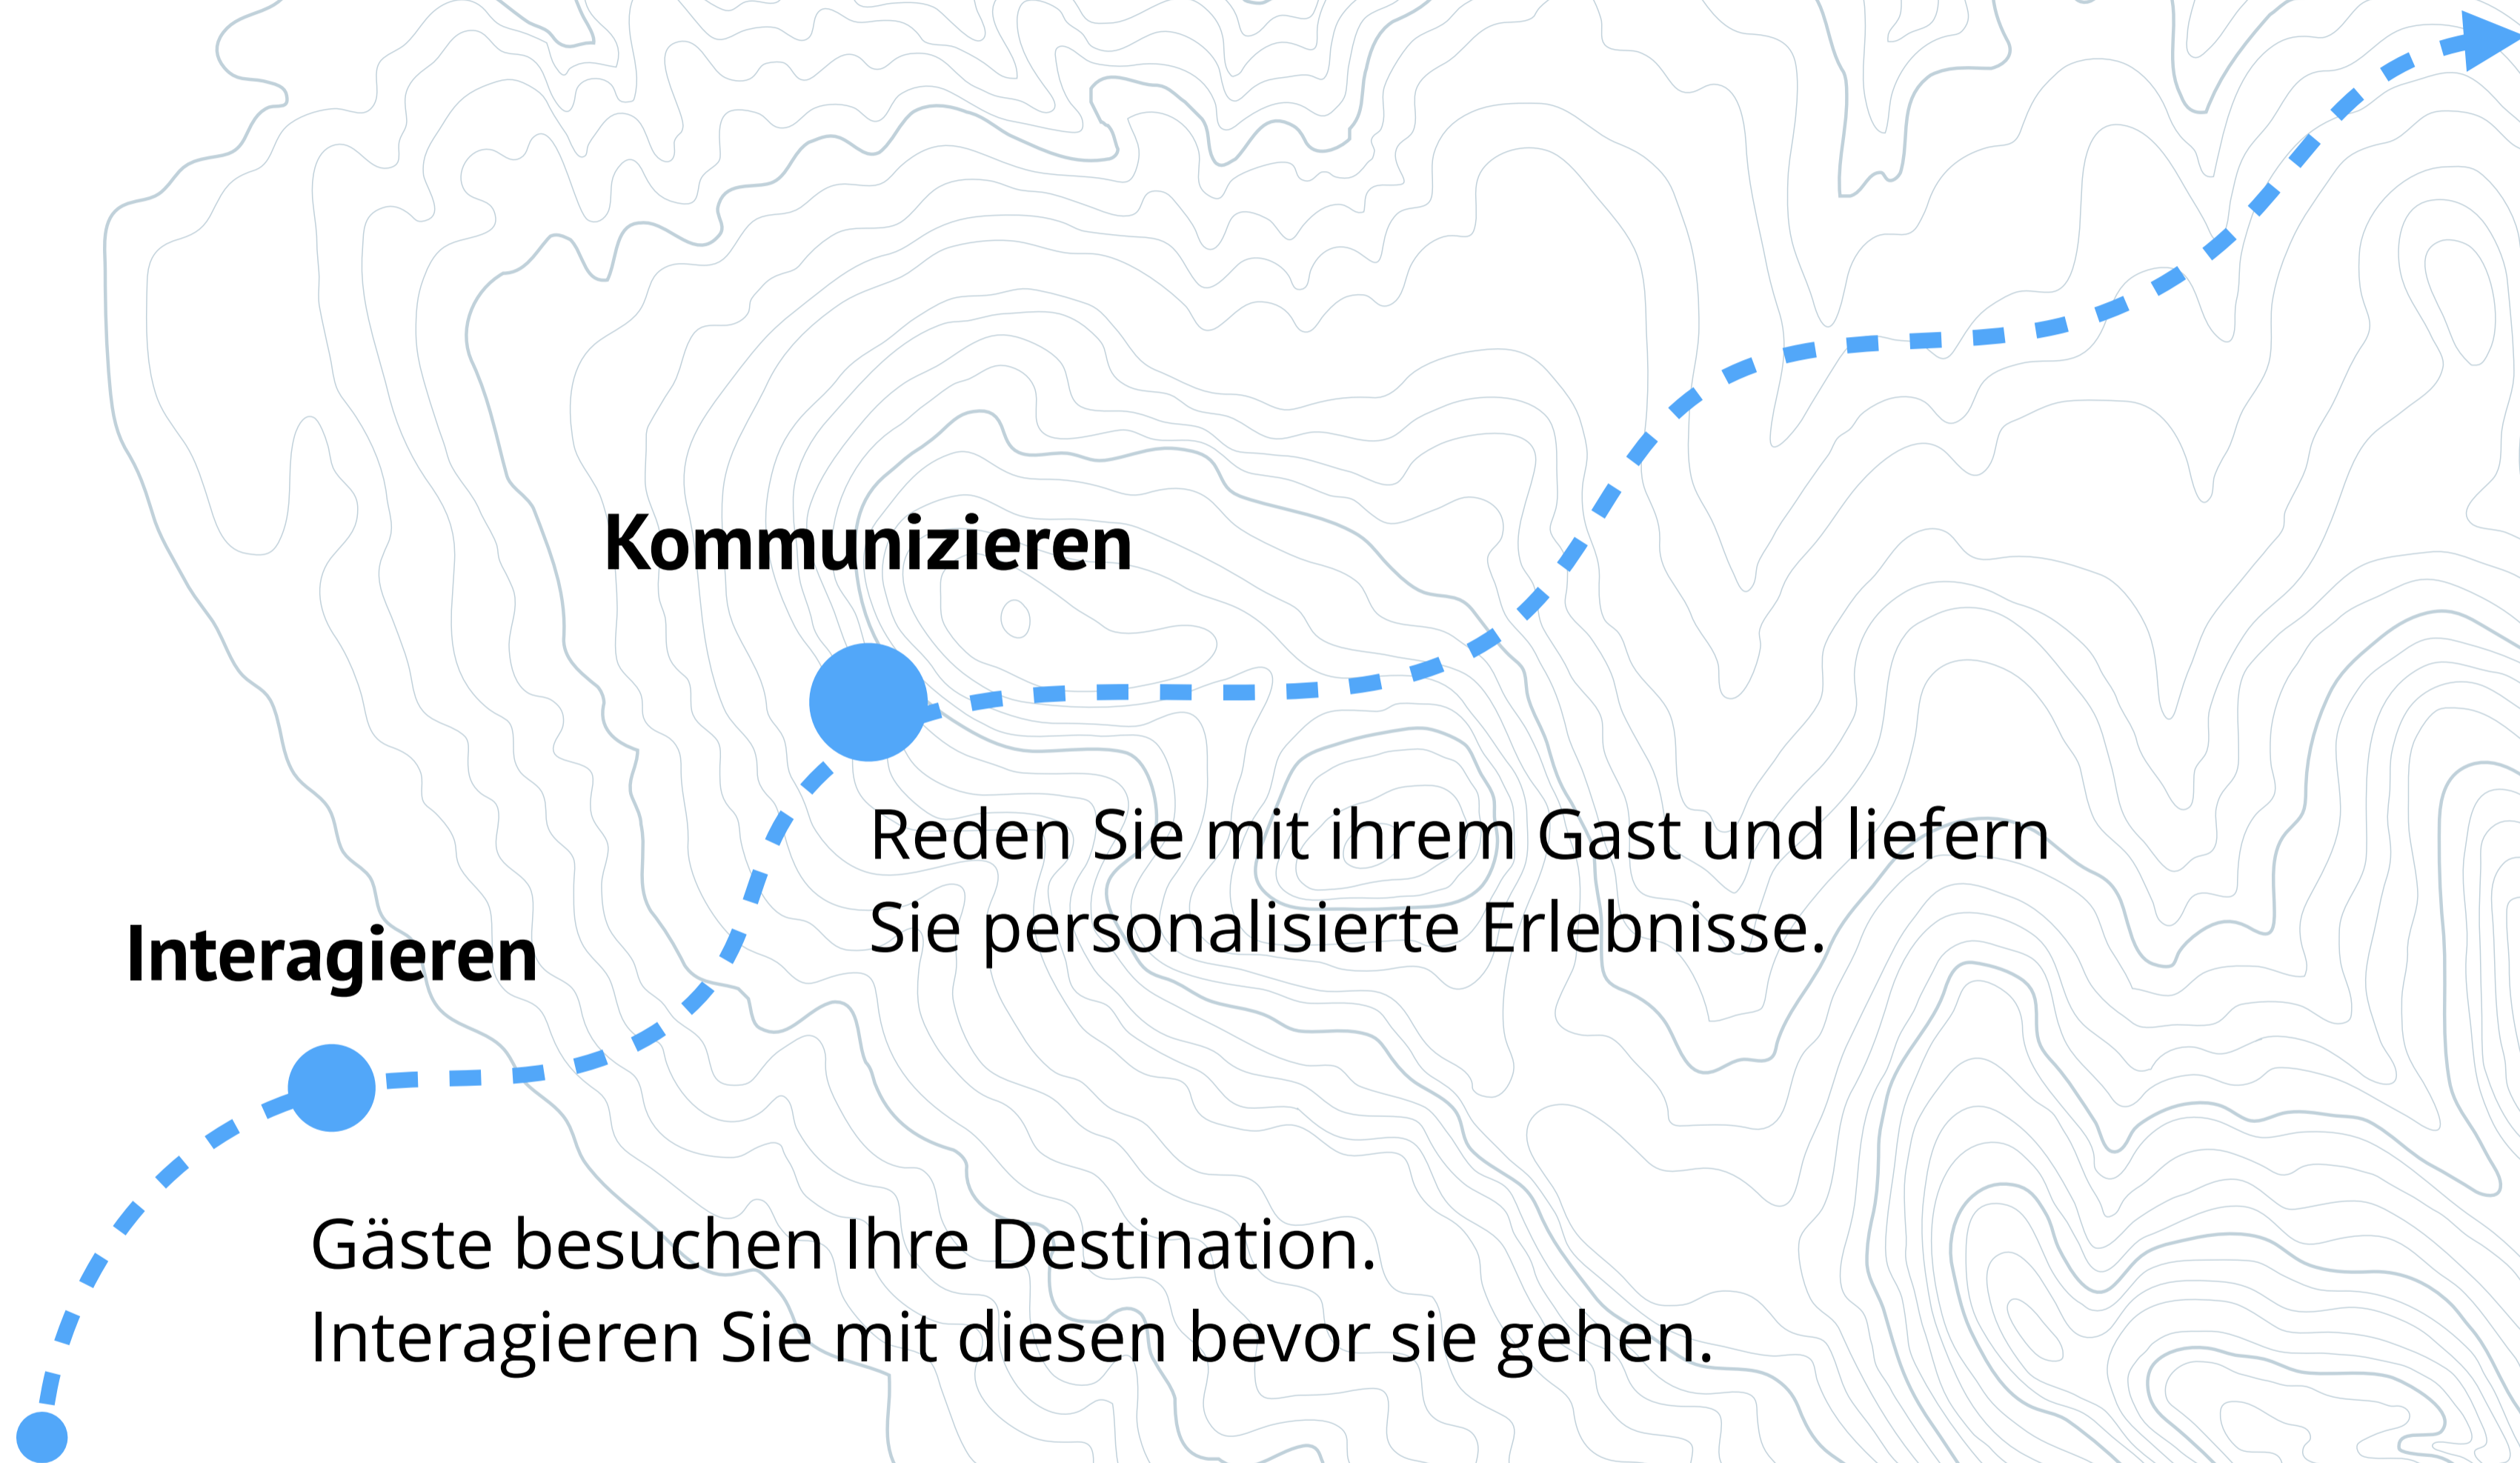 Kommunizieren
Reden Sie mit ihrem Gast und liefern
Sie personalisierte Erlebnisse.
Interagieren
Gäste besuchen Ihre Destination.
Interagieren Sie mit diesen bevor sie gehen.